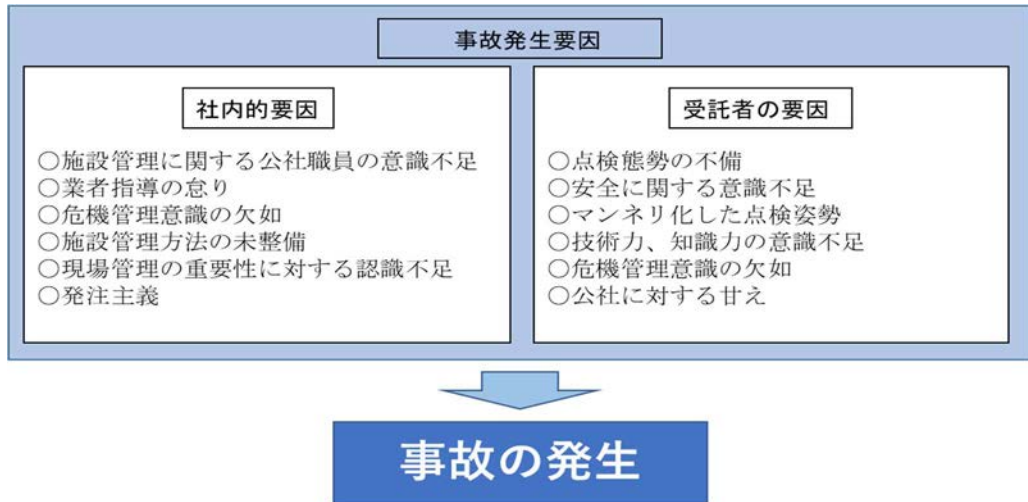 事故発生要因
社内的要因
○施設管理に関する公社職員の意識不足
○業者指導の怠り
○危機管理意識の欠如
○施設管理方法の未整備
○現場管理の重要性に対する認識不足
○発注主義
受託者の要因
○点検態勢の不備
○安全に関する意識不足
○マンネリ化した点検姿勢
○技術力、知識力の意識不足
○危機管理意識の欠如
○公社に対する甘え
事故の発生